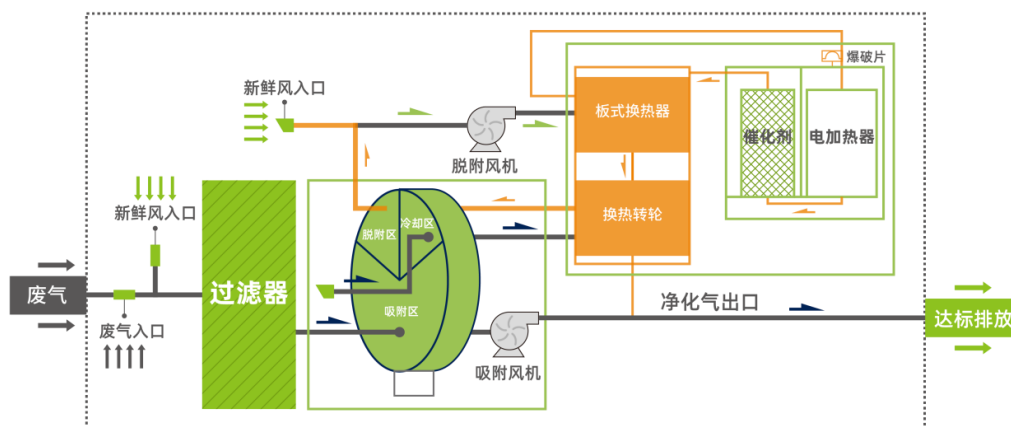 爆破片
新鲜风入口
板式换热器
催化剂
电加热器
脱附风机
新鲜风入口
换热转轮
冷却区
脱附区
废气
过滤器
净化气出口
吸附区
达标排放
废气入口
吸附风机